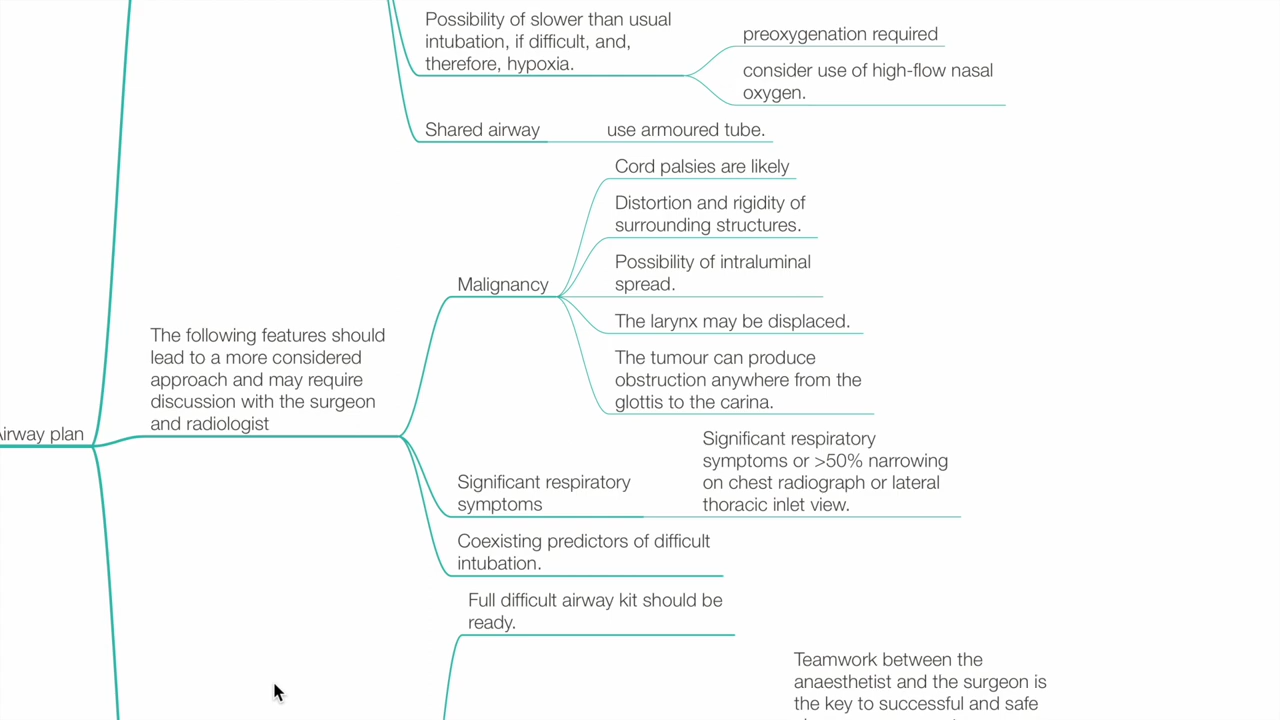 Possibility of slower than usual
intubation, if difficult, and,
therefore, hypoxia.
preoxygenation required
consider use of high-flow nasal
oxygen.
Shared airway
use armoured tube.
Cord palsies are likely
Distortion and rigidity of
surrounding structures.
Possibility of intraluminal
spread.
Malignancy
The larynx may be displaced.
The tumour can produce
obstruction anywhere from the
glottis to the carina.
The following features should
lead to a more considered
approach and may require
discussion with the surgeon
and radiologist
Airway plan
Significant respiratory
symptoms
Significant respiratory
symptoms or >50% narrowing
on chest radiograph or lateral
thoracic inlet view.
Coexisting predictors of difficult
intubation.
Full difficult airway kit should be
ready.
Teamwork between the
anaesthetist and the surgeon is
the key to successful and safe